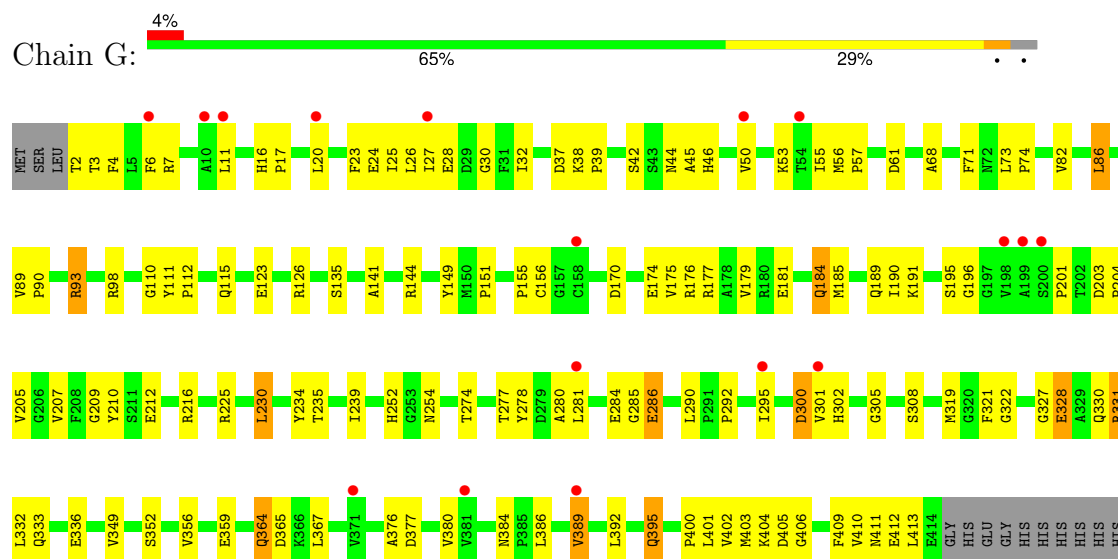 4%
Chain G:
65% 29% • •
MET SER LEU T2 T3 F4 L5 F6 R7 A10 L11 H16 P17 L20 F23 E24 I25 L26 I27 E28 D29 G30 F31 I32 D37 K38 P39 S42 S43 N44 A45 H46 V50 K53 T54 I55 M56 P57 D61 A68 F71 N72 L73 P74 V82 L86
V89 P90 R93 R98 G110 Y111 P112 Q115 E123 R126 S135 A141 R144 Y149 M150 P151 P155 C156 G157 C158 D170 E174 V175 R176 R177 A178 V179 R180 E181 Q184 M185 Q189 I190 K191 S195 G196 G197 V198 A199 S200 P201 T202 D203
V205 G206 V207 F208 G209 Y210 S211 E212 R216 R225 L230 Y234 T235 I239 H252 G253 N254 T274 T277 Y278 D279 A280 L281 E284 G285 E286 L290 P291 P292 I295 D300 V301 H302 G305 S308 M319 G320 F321 G322 G327 E328 A329 Q330
L332 Q333 E336 V349 S352 V356 E359 Q364 D365 K366 L367 V371 A376 D377 V380 V381 N384 P385 L386 V389 L392 Q395 P400 L401 V402 M403 K404 D405 G406 F409 V410 N411 E412 L413 E414 GLY HIS GLU GLY HIS HIS HIS HIS HIS